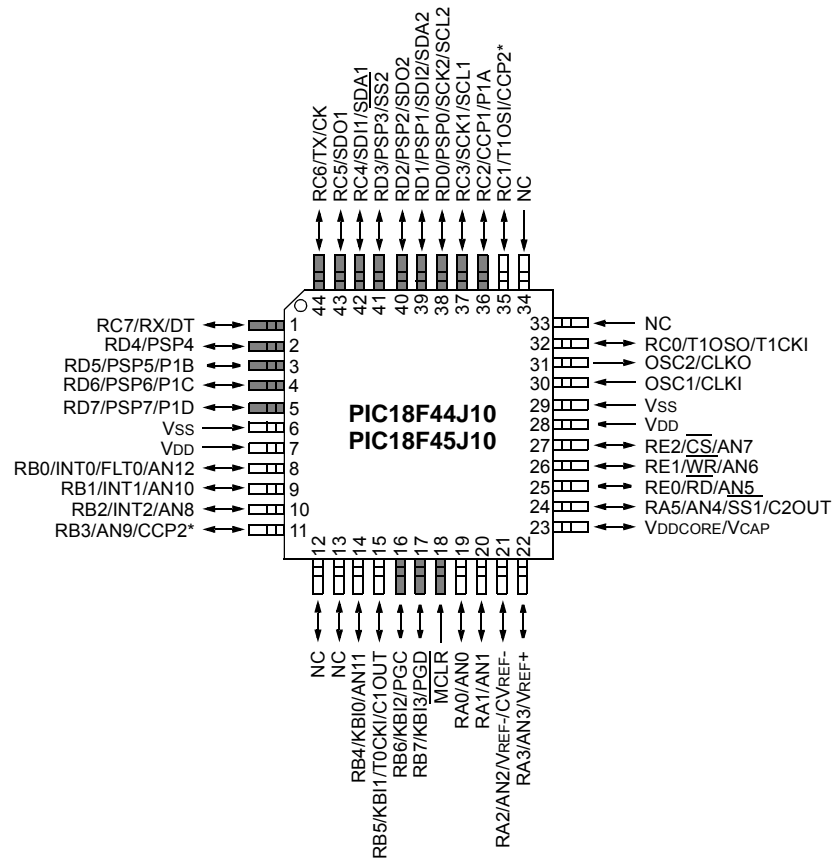 RC6/TX/CK
RC5/SDO1
RC4/SDI1/SDA1
RD3/PSP3/SS2
RD2/PSP2/SDO2
RD1/PSP1/SDI2/SDA2
RD0/PSP0/SCK2/SCL2
RC3/SCK1/SCL1
RC2/CCP1/P1A
RC1/T1OSI/CCP2*
NC
44
43
42
41
40
39
38
37
36
35
34
RC7/RX/DT 1
RD4/PSP4 2
RD5/PSP5/P1B 3
RD6/PSP6/P1C 4
RD7/PSP7/P1D 5
VSS 6
VDD 7
RB0/INT0/FLT0/AN12 8
RB1/INT1/AN10 9
RB2/INT2/AN8 10
RB3/AN9/CCP2* 11
PIC18F44J10
PIC18F45J10
33 NC
32 RC0/T1OSO/T1CKI
31 OSC2/CLKO
30 OSC1/CLKI
29 VSS
28 VDD
27 RE2/CS/AN7
26 RE1/WR/AN6
25 RE0/RD/AN5
24 RA5/AN4/SS1/C2OUT
23 VDDCORE/VCAP
12
13
14
15
16
17
18
19
20
21
22
NC
NC
RB4/KBI0/AN11
RB5/KBI1/T0CKI/C1OUT
RB6/KBI2/PGC
RB7/KBI3/PGD
MCLR
RA0/AN0
RA1/AN1
RA2/AN2/VREF-/CVREF-
RA3/AN3/VREF+